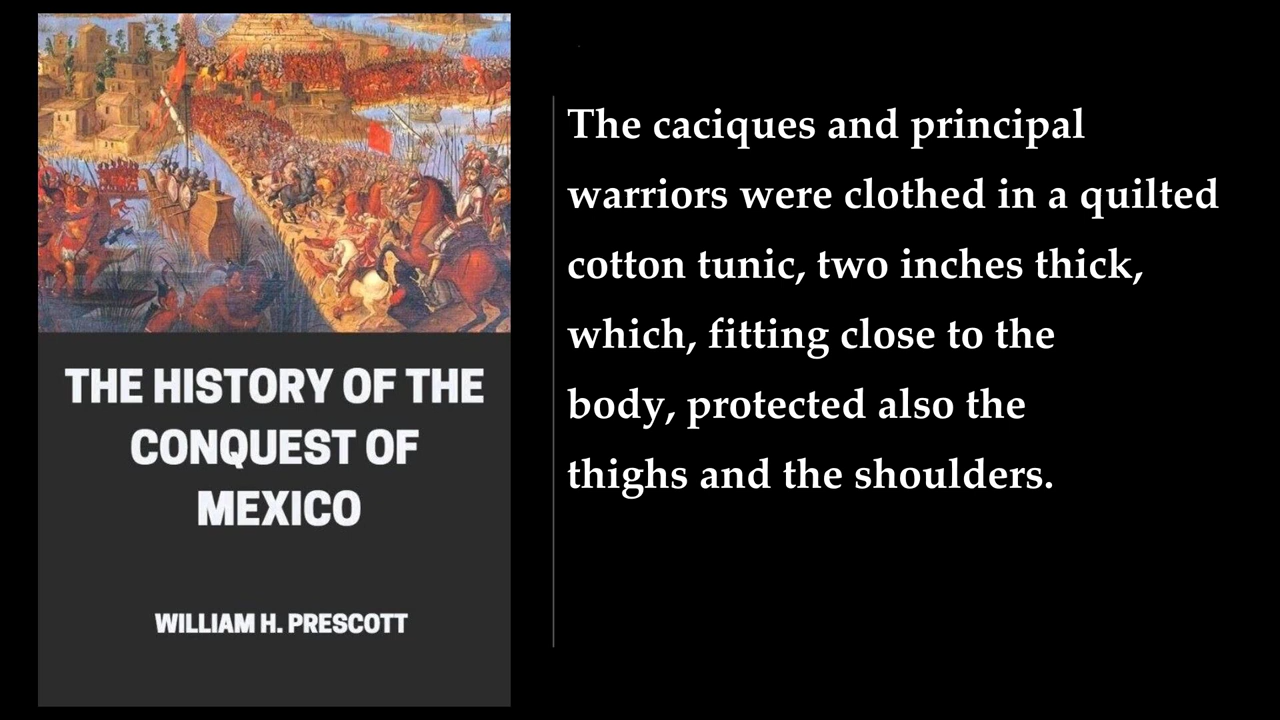 THE HISTORY OF THE
CONQUEST OF
MEXICO
WILLIAM H. PRESCOTT
The caciques and principal
warriors were clothed in a quilted
cotton tunic, two inches thick,
which, fitting close to the
body, protected also the
thighs and the shoulders.